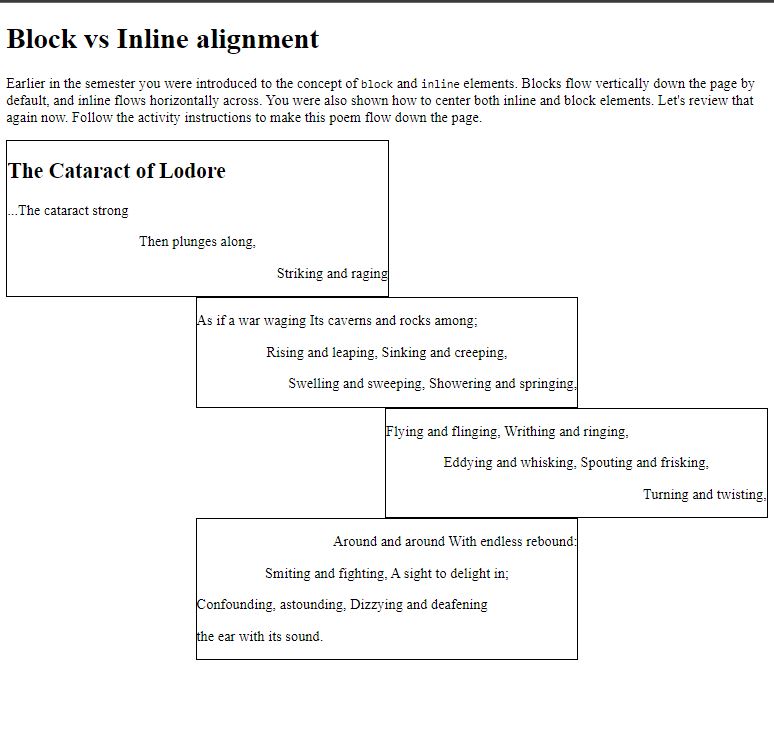 Block vs Inline alignment
Earlier in the semester you were introduced to the concept of block and inline elements. Blocks flow vertically down the page by
default, and inline flows horizontally across. You were also shown how to center both inline and block elements. Let's review that
again now. Follow the activity instructions to make this poem flow down the page.
The Cataract of Lodore
...The cataract strong
Then plunges along,
Striking and raging
As if a war waging Its caverns and rocks among;
Rising and leaping, Sinking and creeping,
Swelling and sweeping, Showering and springing,
Flying and flinging, Writhing and ringing,
Eddying and whisking, Spouting and frisking,
Turning and twisting,
Around and around With endless rebound:
Smiting and fighting, A sight to delight in;
Confounding, astounding, Dizzying and deafening
the ear with its sound.